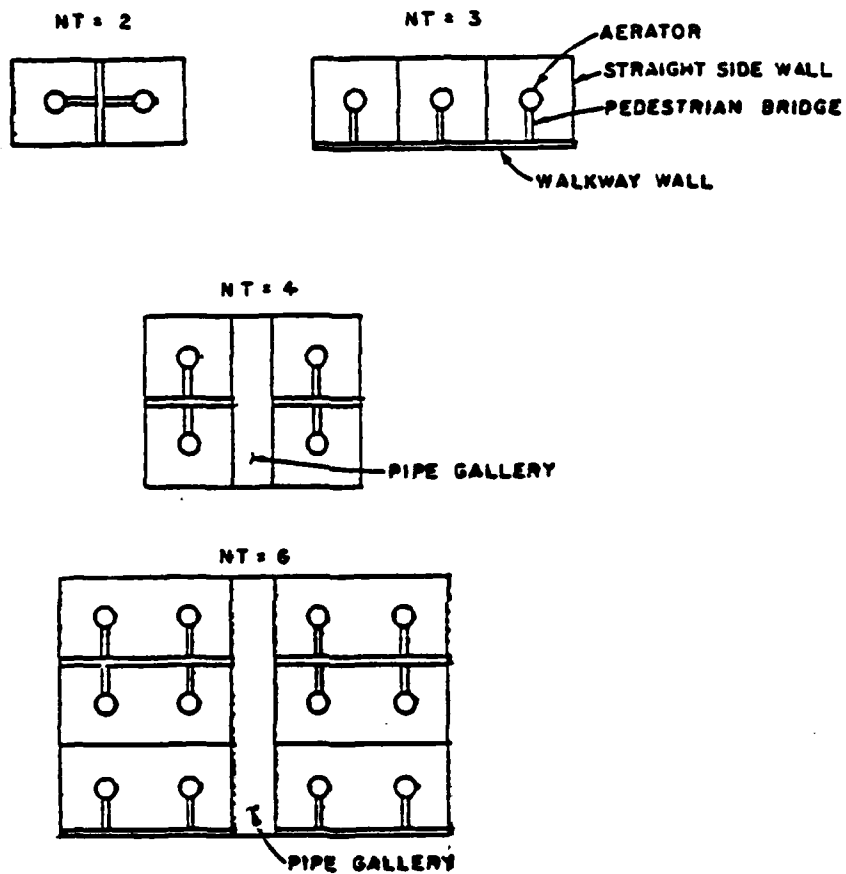 NT = 2
NT = 3
AERATOR
STRAIGHT SIDE WALL
PEDESTRIAN BRIDGE
WALKWAY WALL
NT = 4
PIPE GALLERY
NT = 6
PIPE GALLERY